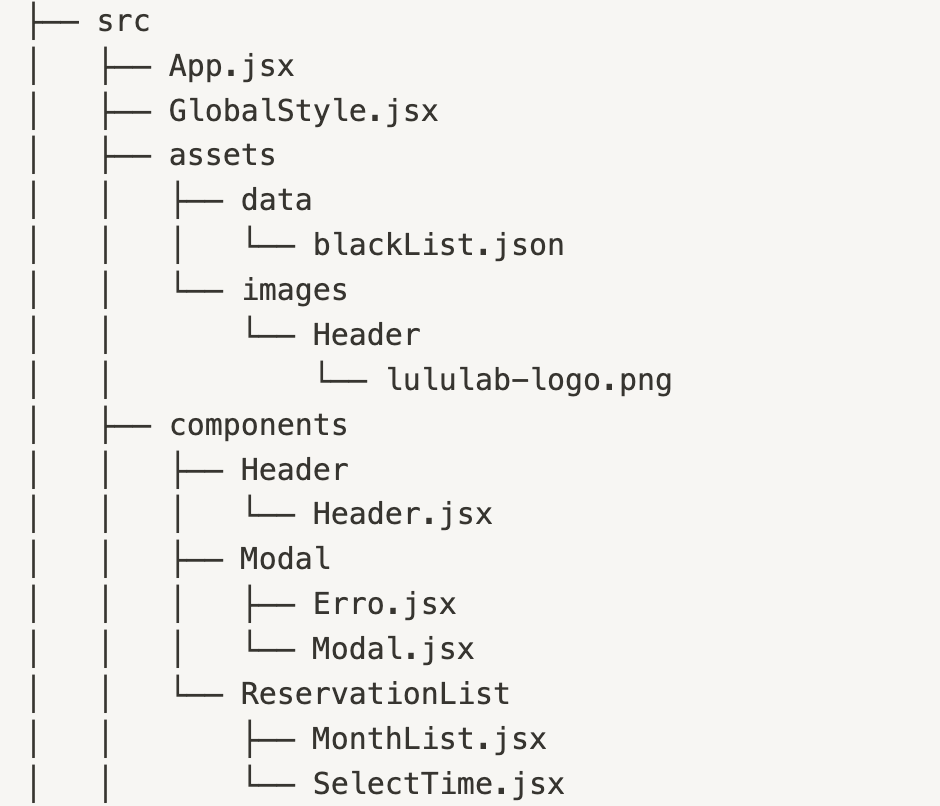 ├── src
│   ├── App.jsx
│   ├── GlobalStyle.jsx
│   ├── assets
│   │   ├── data
│   │   │   └── blackList.json
│   │   └── images
│   │       └── Header
│   │           └── lululab-logo.png
│   ├── components
│   │   ├── Header
│   │   │   └── Header.jsx
│   │   ├── Modal
│   │   │   ├── Erro.jsx
│   │   │   └── Modal.jsx
│   │   └── ReservationList
│   │       ├── MonthList.jsx
│   │       └── SelectTime.jsx